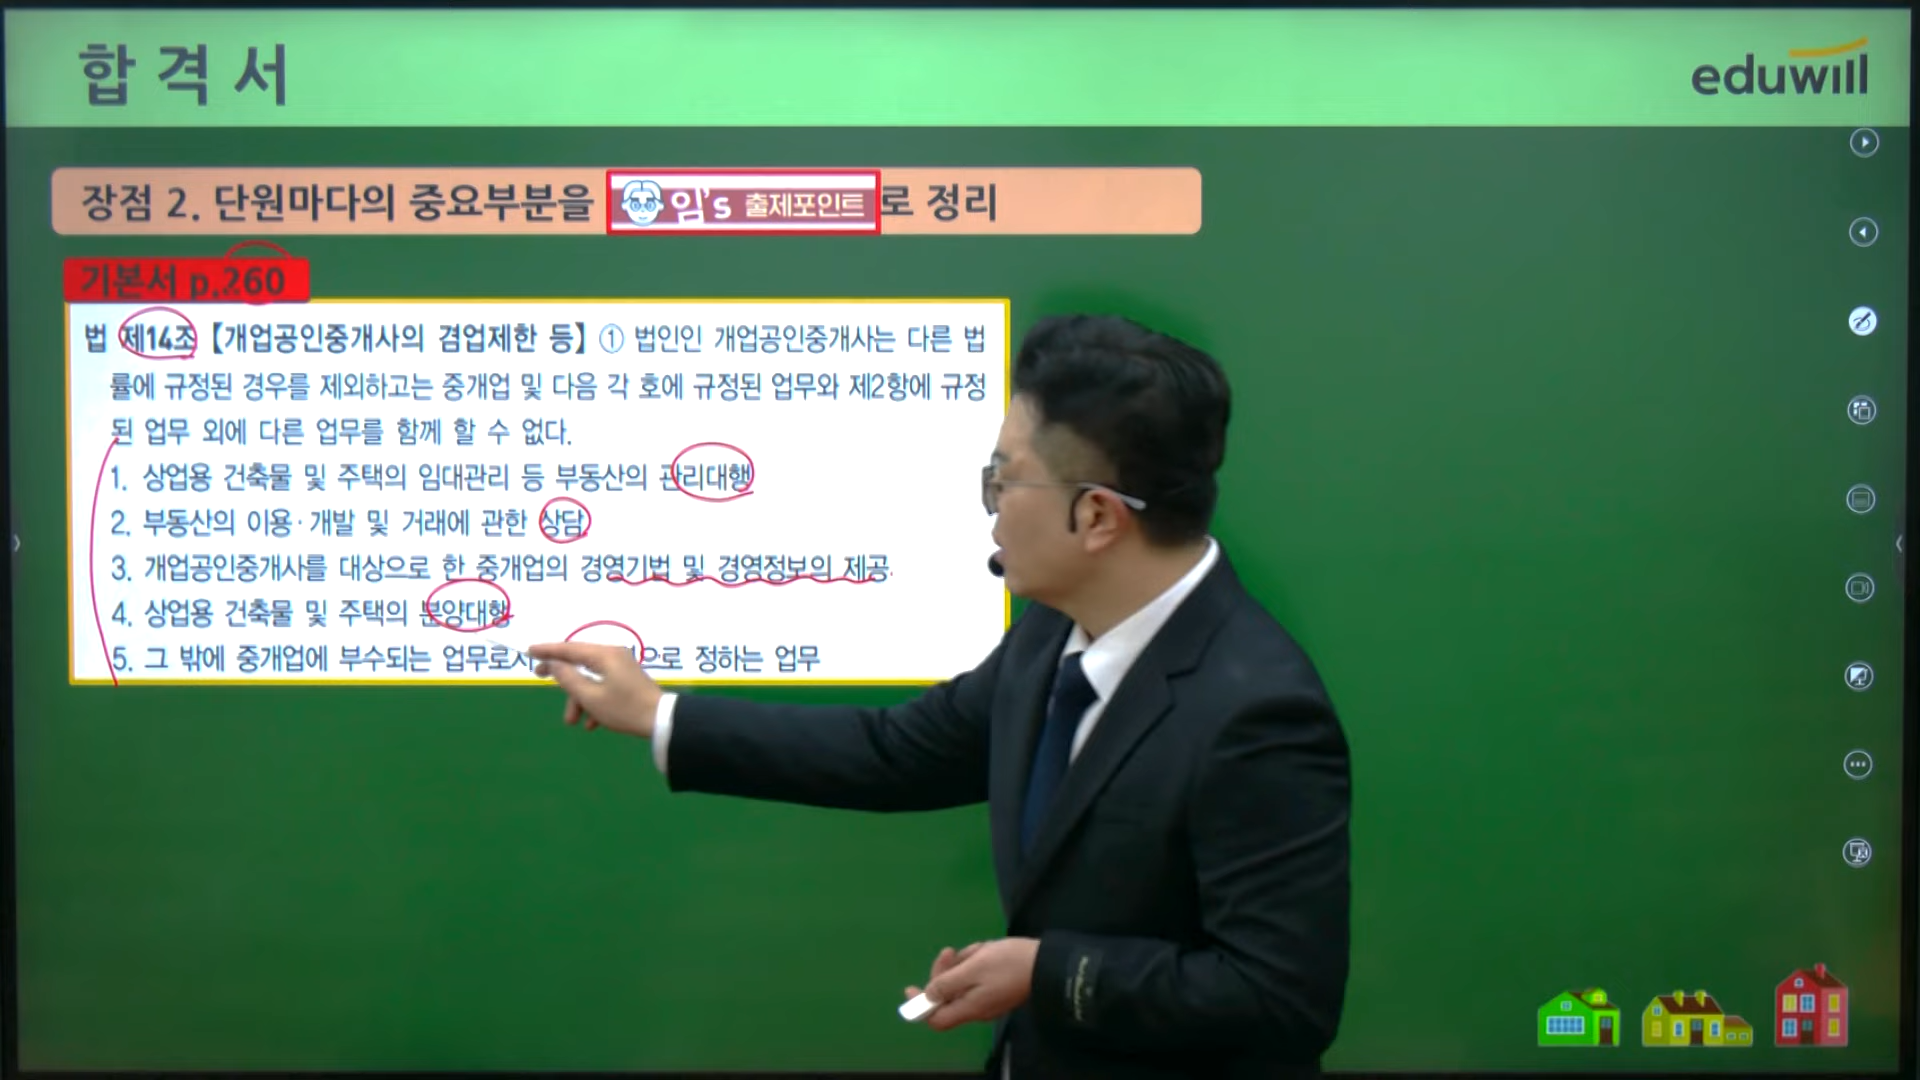 합격서
eduwill
장점 2. 단원마다의 중요부분을 임's 출제포인트로 정리
기본서 p.260
법 제14조【개업공인중개사의 겸업제한 등】① 법인인 개업공인중개사는 다른 법
률에 규정된 경우를 제외하고는 중개업 및 다음 각 호에 규정된 업무와 제2항에 규정
된 업무 외에 다른 업무를 함께 할 수 없다.
1. 상업용 건축물 및 주택의 임대관리 등 부동산의 관리대행
2. 부동산의 이용·개발 및 거래에 관한 상담
3. 개업공인중개사를 대상으로 한 중개업의 경영기법 및 경영정보의 제공
4. 상업용 건축물 및 주택의 분양대행
5. 그 밖에 중개업에 부수되는 업무로서 으로 정하는 업무